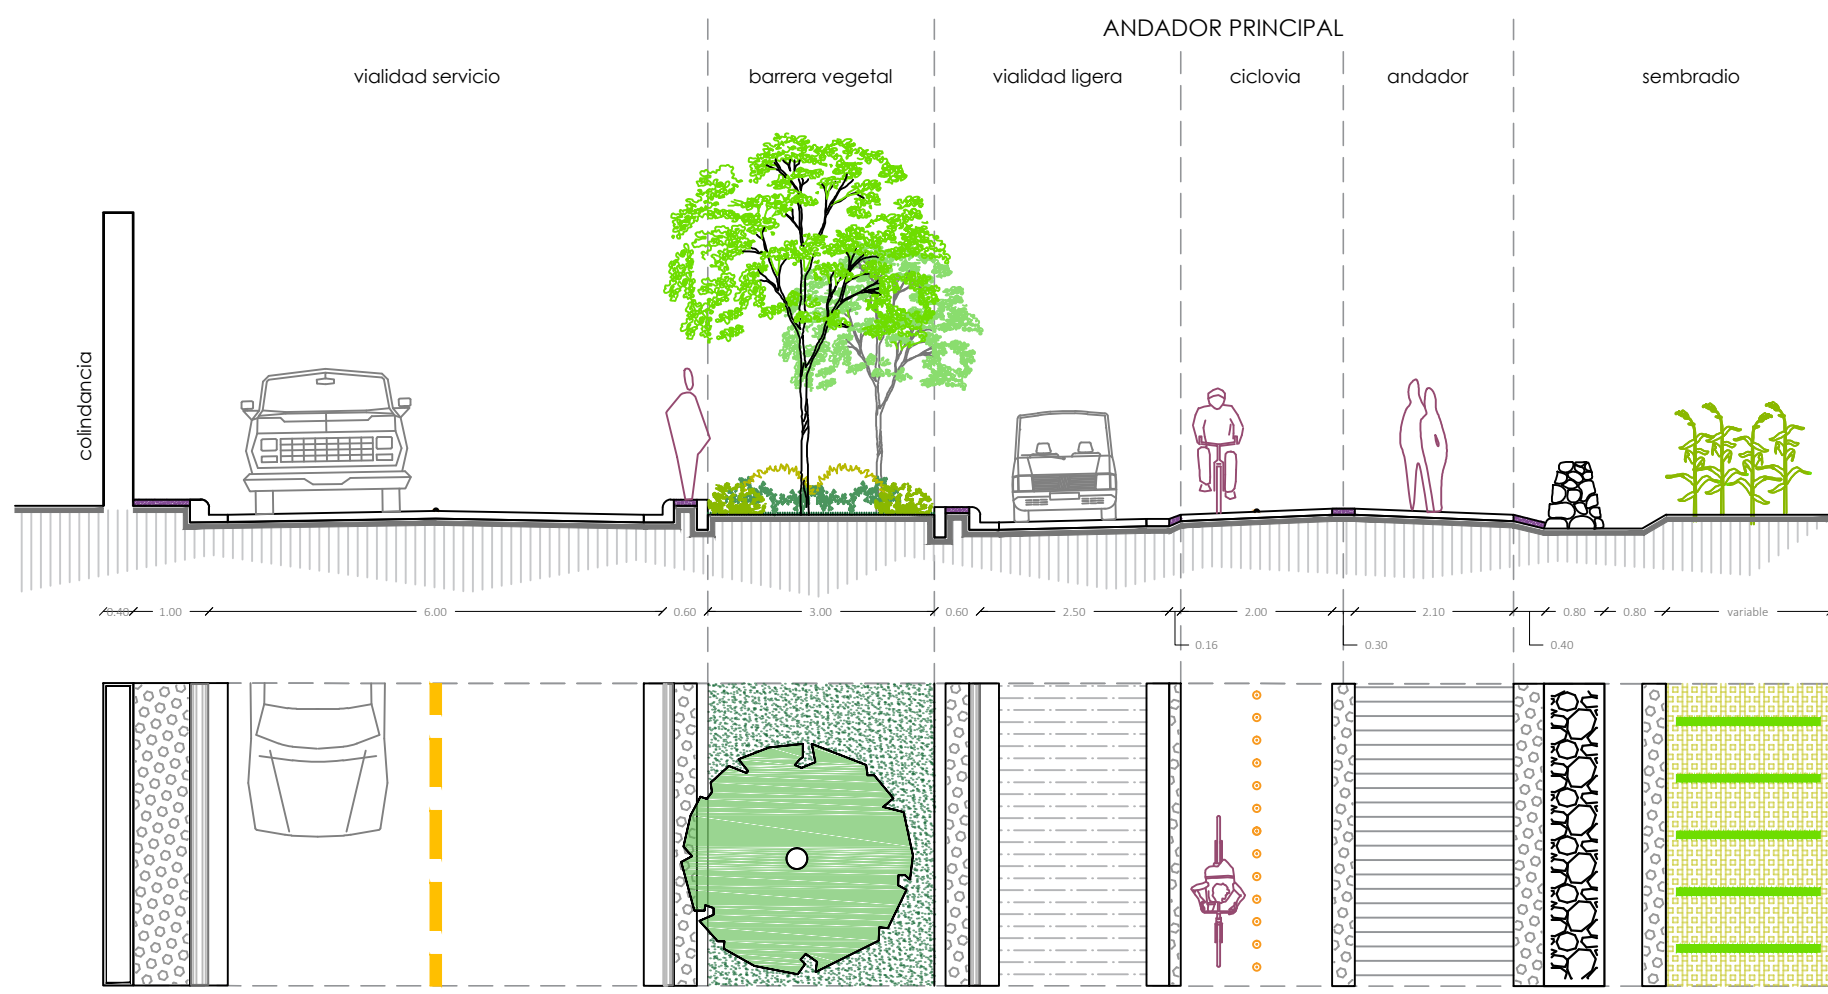 ANDADOR PRINCIPAL
vialidad servicio
barrera vegetal
vialidad ligera
ciclovia
andador
sembradio
colindancia
0.40
1.00
6.00
0.60
3.00
0.60
2.50
2.00
2.10
0.80
0.80
variable
0.16
0.30
0.40